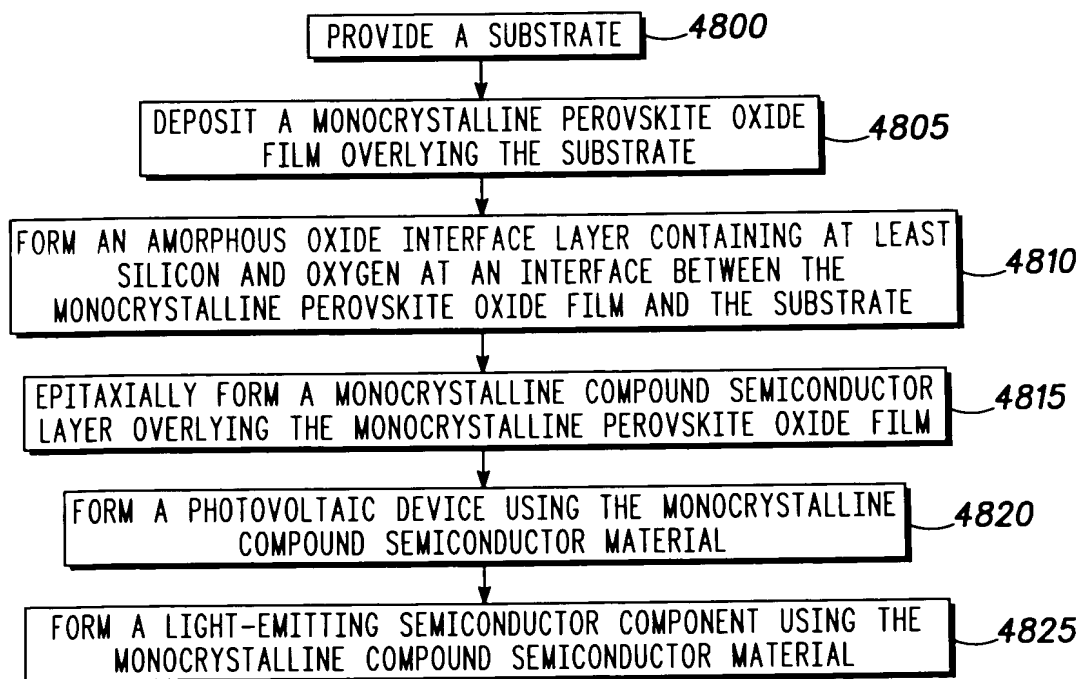 PROVIDE A SUBSTRATE 4800
DEPOSIT A MONOCRYSTALLINE PEROVSKITE OXIDE
FILM OVERLYING THE SUBSTRATE
4805
FORM AN AMORPHOUS OXIDE INTERFACE LAYER CONTAINING AT LEAST
SILICON AND OXYGEN AT AN INTERFACE BETWEEN THE
MONOCRYSTALLINE PEROVSKITE OXIDE FILM AND THE SUBSTRATE
4810
EPITAXIALLY FORM A MONOCRYSTALLINE COMPOUND SEMICONDUCTOR
LAYER OVERLYING THE MONOCRYSTALLINE PEROVSKITE OXIDE FILM
4815
FORM A PHOTOVOLTAIC DEVICE USING THE MONOCRYSTALLINE
COMPOUND SEMICONDUCTOR MATERIAL
4820
FORM A LIGHT-EMITTING SEMICONDUCTOR COMPONENT USING THE
MONOCRYSTALLINE COMPOUND SEMICONDUCTOR MATERIAL
4825